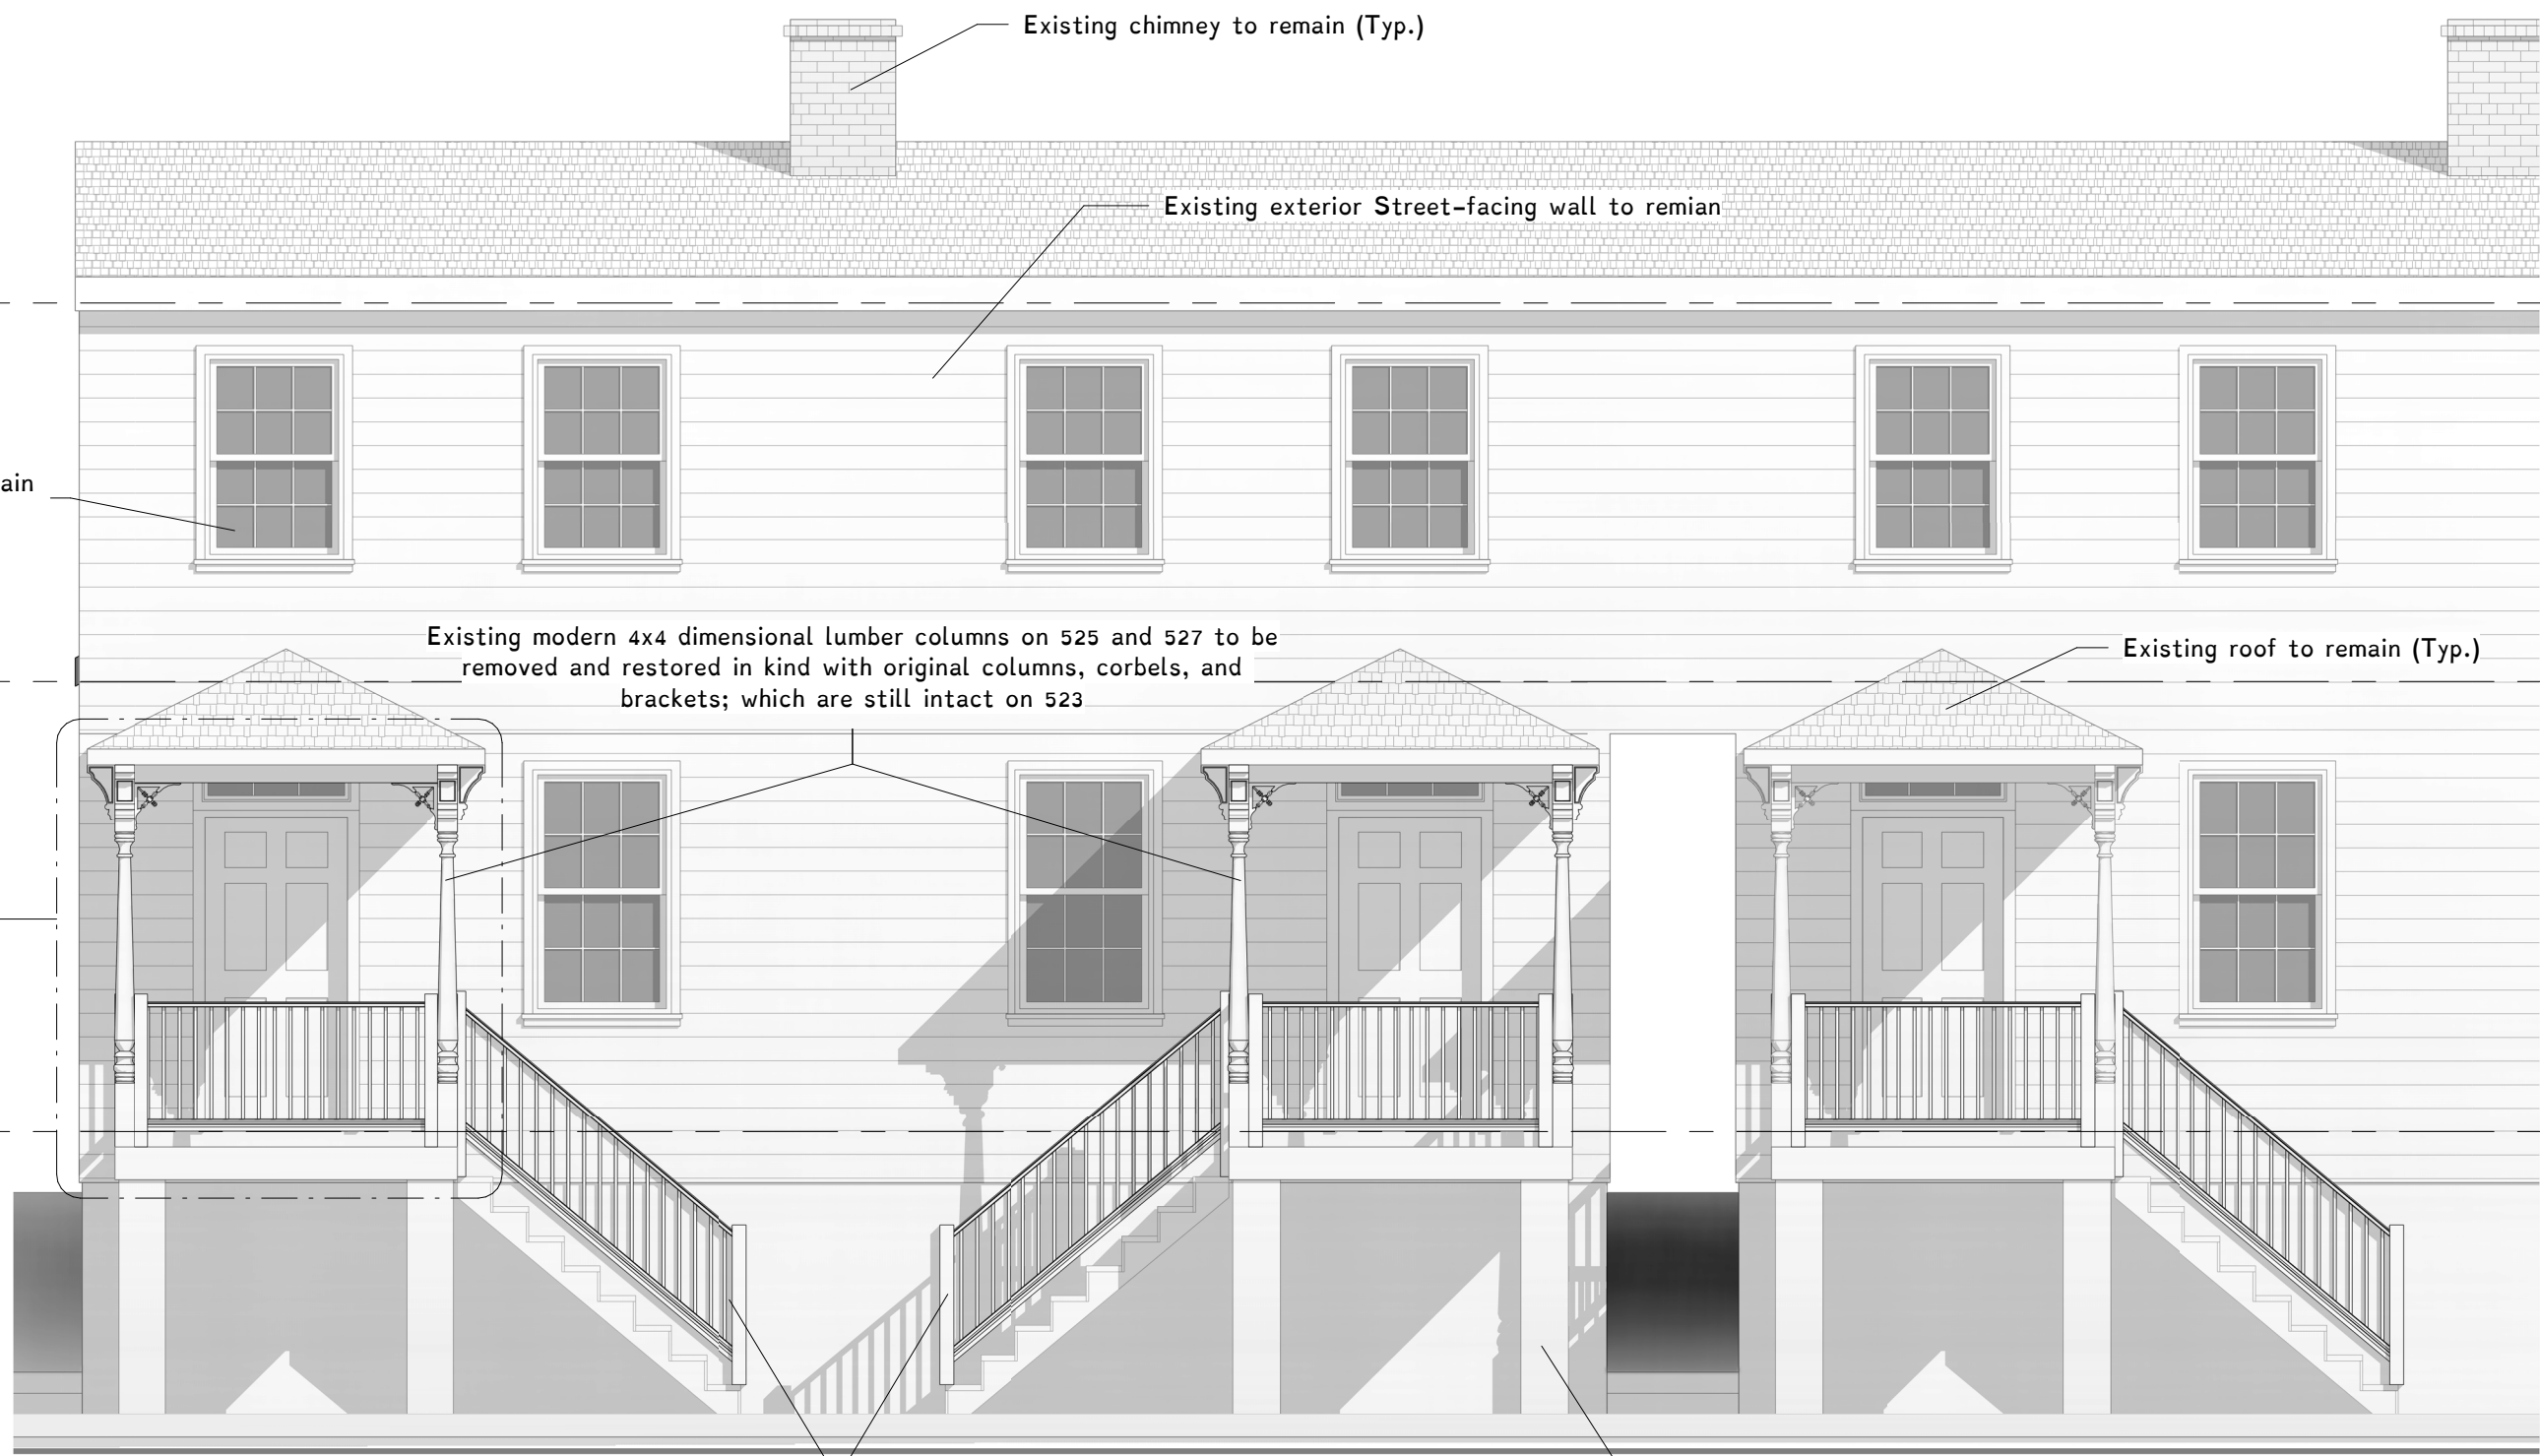 Existing chimney to remain (Typ.)
Existing exterior Street-facing wall to remian
ain
Existing modern 4x4 dimensional lumber columns on 525 and 527 to be
removed and restored in kind with original columns, corbels, and
brackets; which are still intact on 523
Existing roof to remain (Typ.)